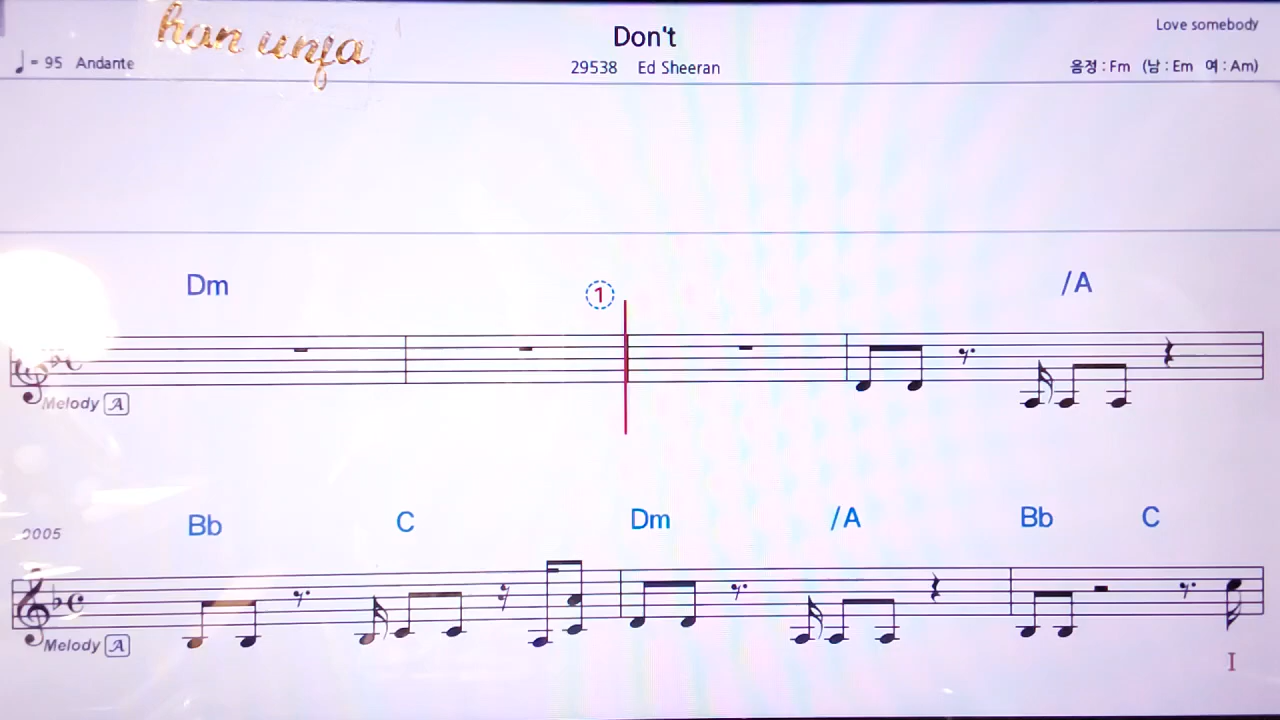 han unja
Don't
Love somebody
♩= 95 Andante
29538 Ed Sheeran
음정 : Fm (남 : Em 여 : Am)
Dm
1
/A
Melody A
0005
Bb C Dm /A Bb C
Melody A
I